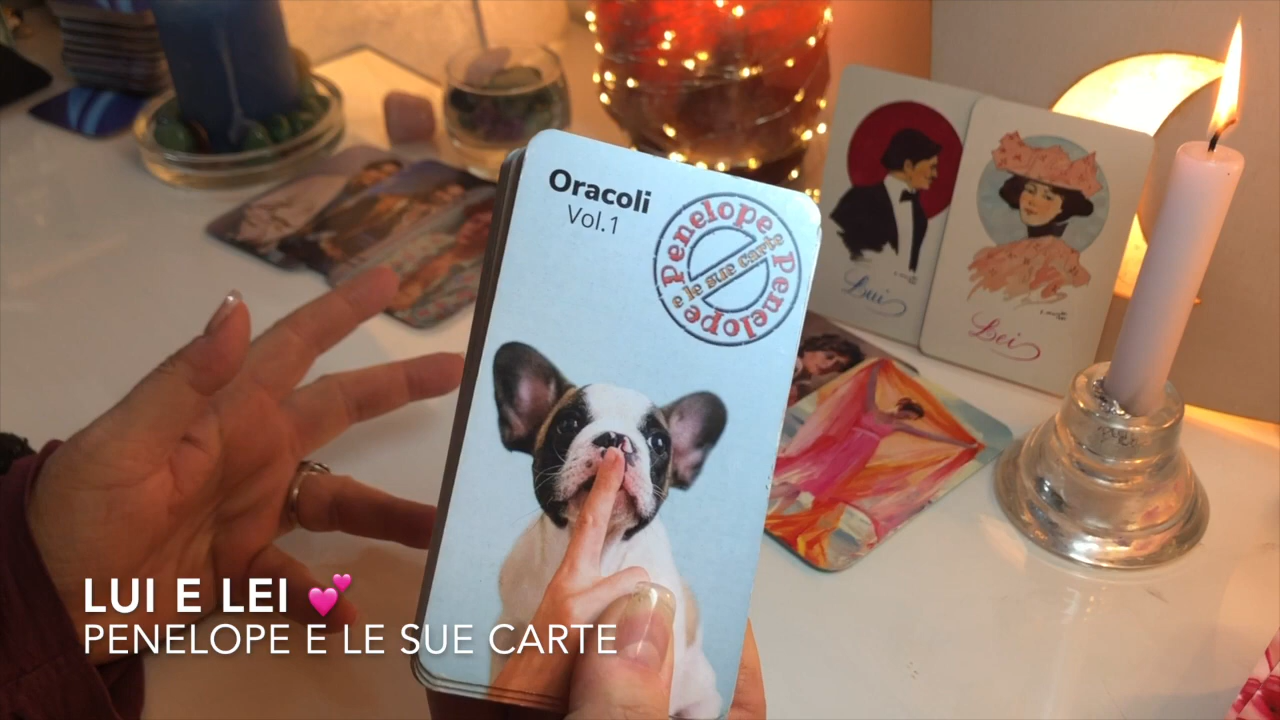 Oracoli
Vol.1
Penelope Penelope
e le sue carte
Lui
Lei
LUI E LEI 💕
PENELOPE E LE SUE CARTE